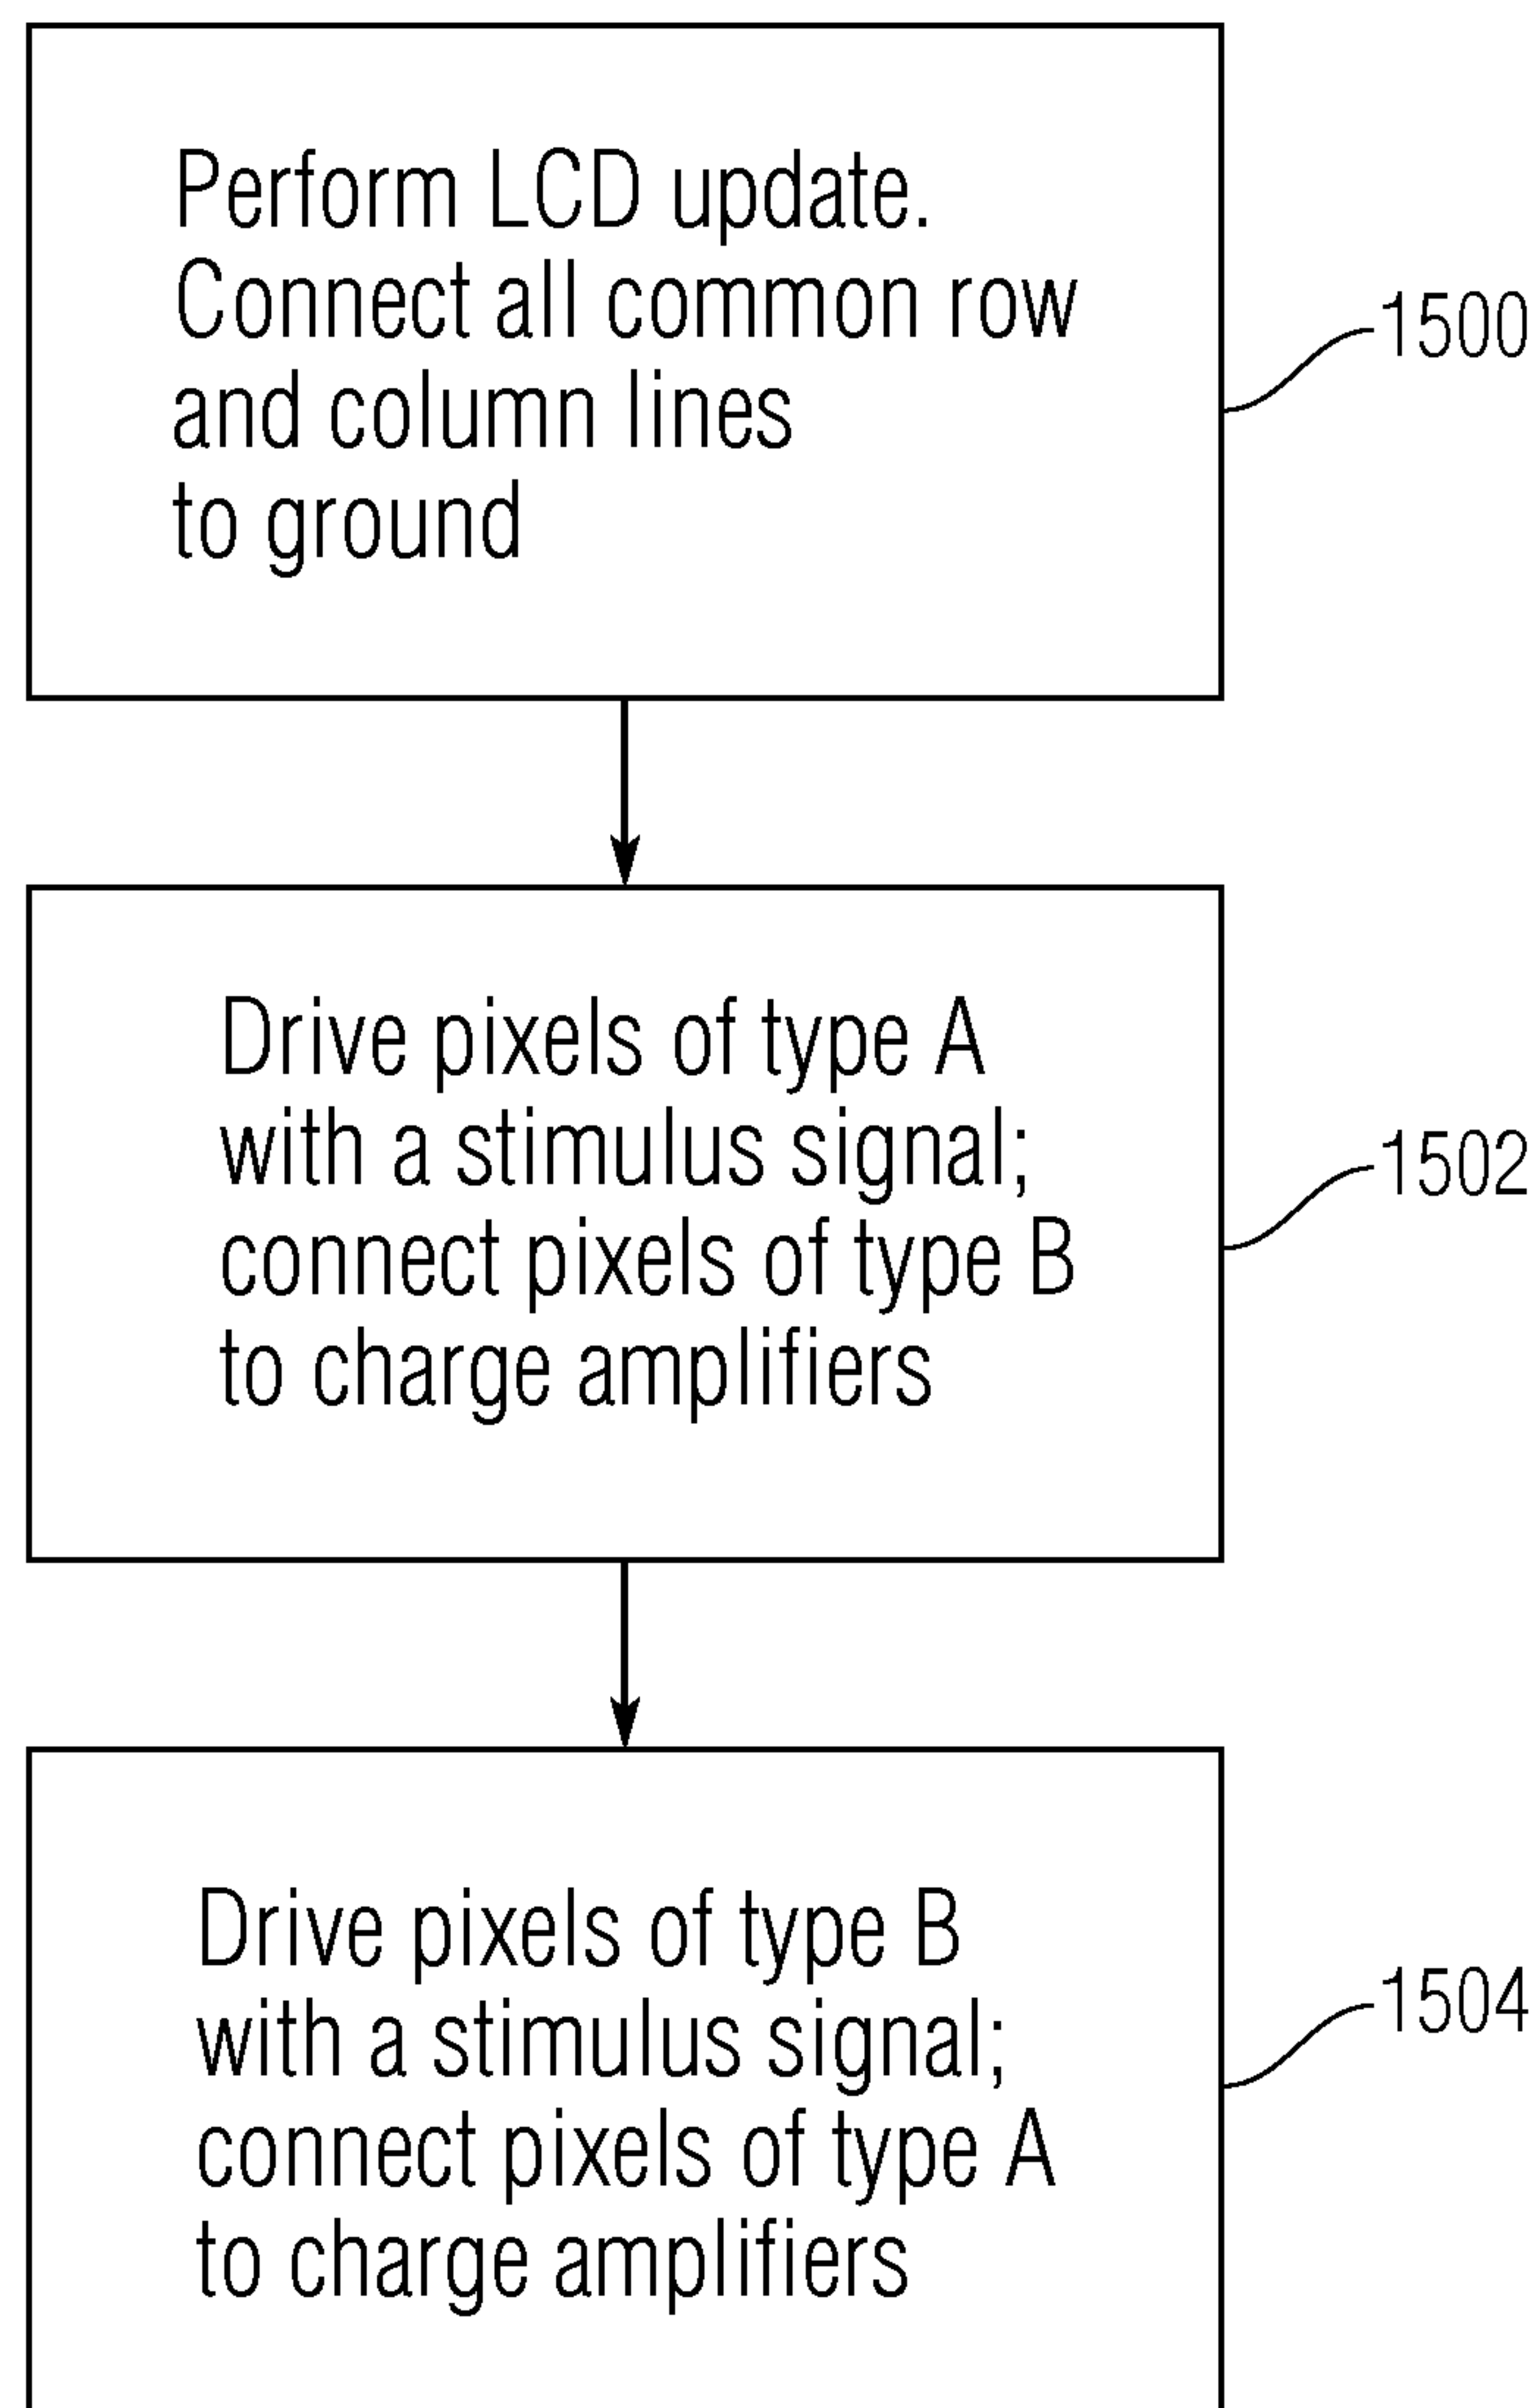 Perform LCD update.
Connect all common row
and column lines
to ground
1500
Drive pixels of type A
with a stimulus signal;
connect pixels of type B
to charge amplifiers
1502
Drive pixels of type B
with a stimulus signal;
connect pixels of type A
to charge amplifiers
1504